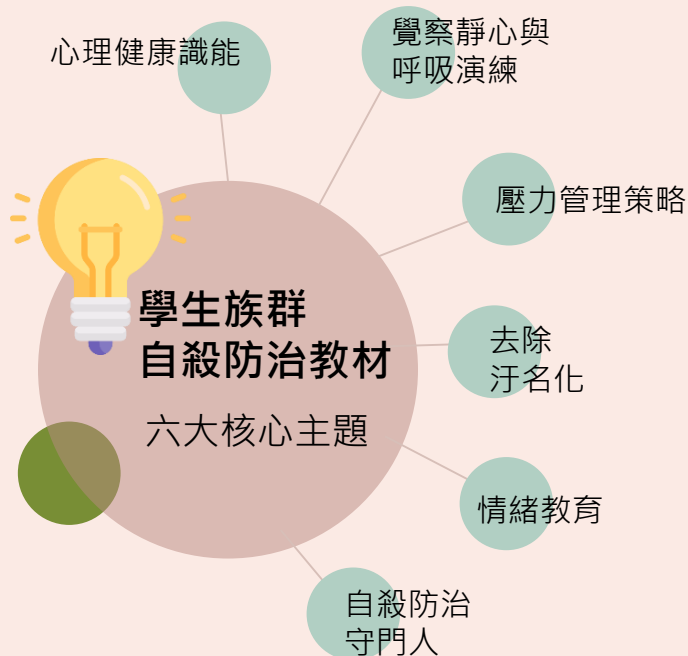 心理健康識能
覺察靜心與
呼吸演練
壓力管理策略
學生族群
自殺防治教材
六大核心主題
去除
汙名化
情緒教育
自殺防治
守門人